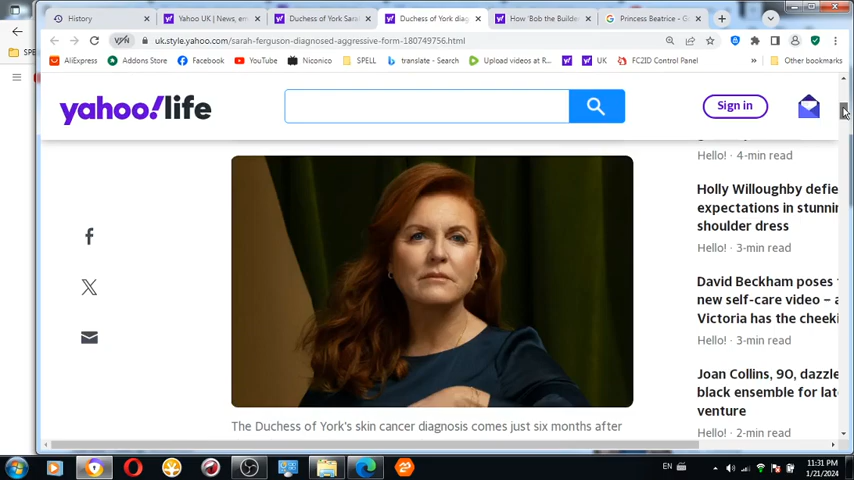 History
Yahoo UK | News, em
Duchess of York Sara
Duchess of York diag
How 'Bob the Builder
Princess Beatrice - G
VPN
uk.style.yahoo.com/sarah-ferguson-diagnosed-aggressive-form-180749756.html
AliExpress
Addons Store
Facebook
YouTube
Niconico
SPELL
translate - Search
Upload videos at R...
UK
FC2ID Control Panel
»
Other bookmarks
SPE
yahoo!life
Sign in
Hello! · 4-min read
Holly Willoughby defie
expectations in stunnin
shoulder dress
Hello! · 3-min read
David Beckham poses
new self-care video – a
Victoria has the cheeki
Hello! · 3-min read
Joan Collins, 90, dazzle
black ensemble for lat
venture
Hello! · 2-min read
The Duchess of York's skin cancer diagnosis comes just six months after
EN
11:31 PM
1/21/2024